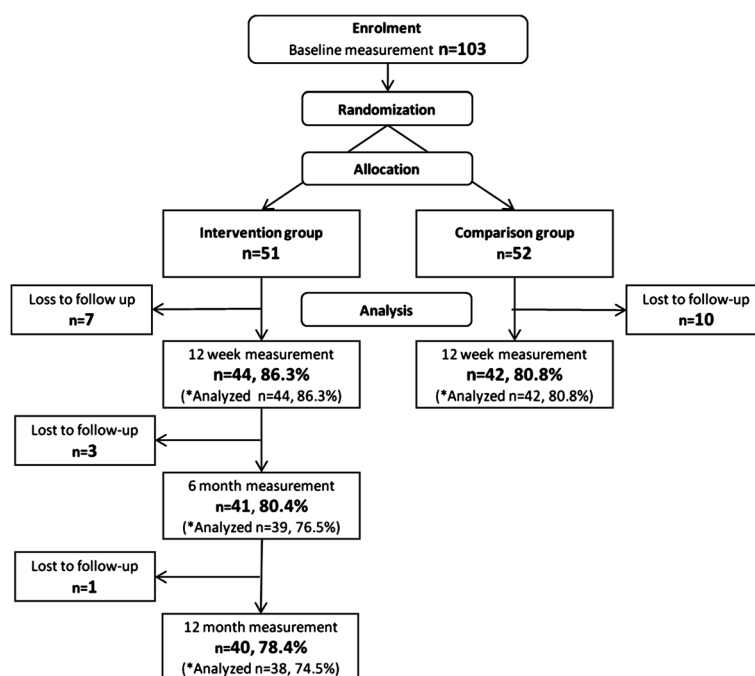 Enrolment
Baseline measurement n=103
Randomization
Allocation
Intervention group
n=51
Comparison group
n=52
Loss to follow up
n=7
Analysis
Lost to follow-up
n=10
12 week measurement
n=44, 86.3%
(*Analyzed n=44, 86.3%)
12 week measurement
n=42, 80.8%
(*Analyzed n=42, 80.8%)
Lost to follow-up
n=3
6 month measurement
n=41, 80.4%
(*Analyzed n=39, 76.5%)
Lost to follow-up
n=1
12 month measurement
n=40, 78.4%
(*Analyzed n=38, 74.5%)